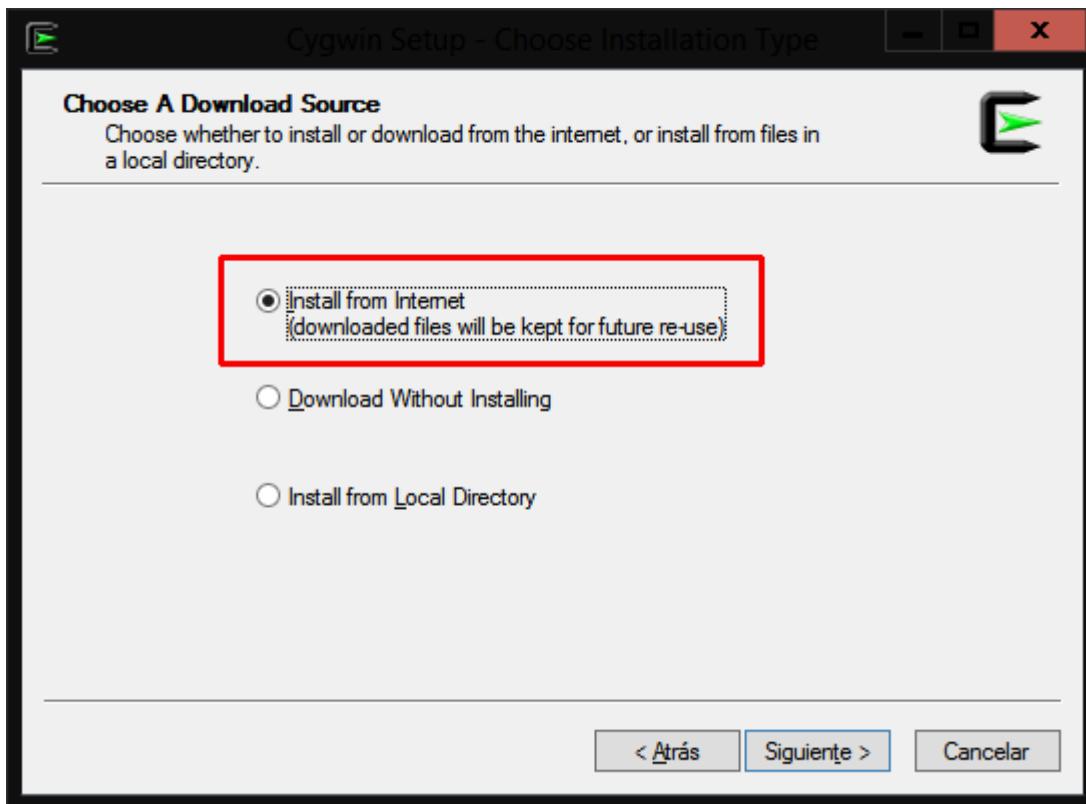 Cygwin Setup - Choose Installation Type
x
Choose A Download Source
Choose whether to install or download from the internet, or install from files in
a local directory.
Install from Internet
(downloaded files will be kept for future re-use)
Download Without Installing
Install from Local Directory
< Atrás
Siguiente >
Cancelar